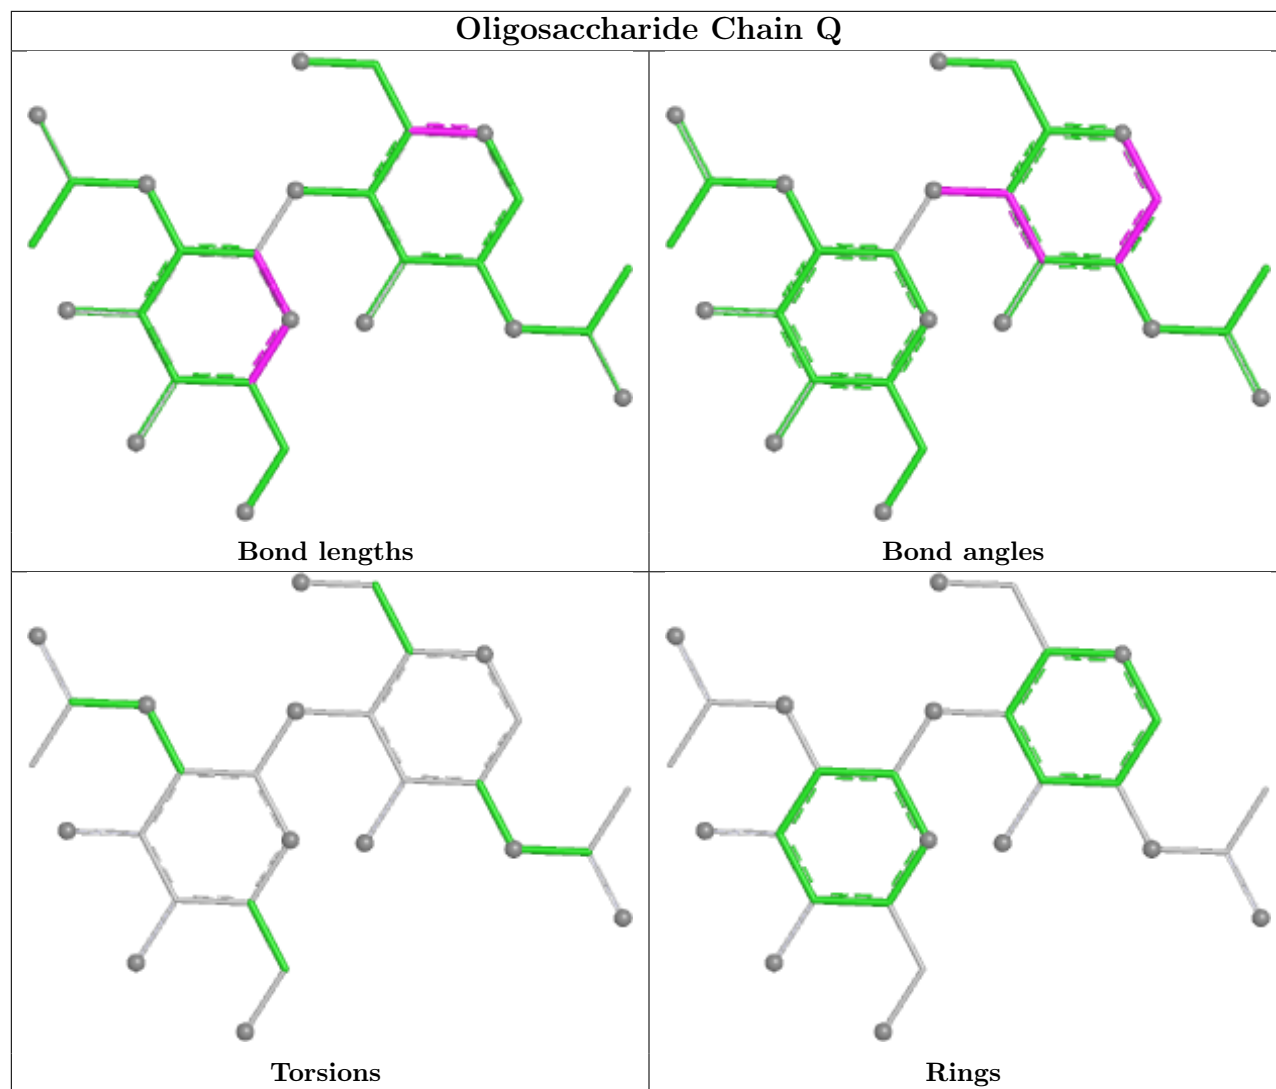 Oligosaccharide Chain Q
Bond lengths
Bond angles
Torsions
Rings